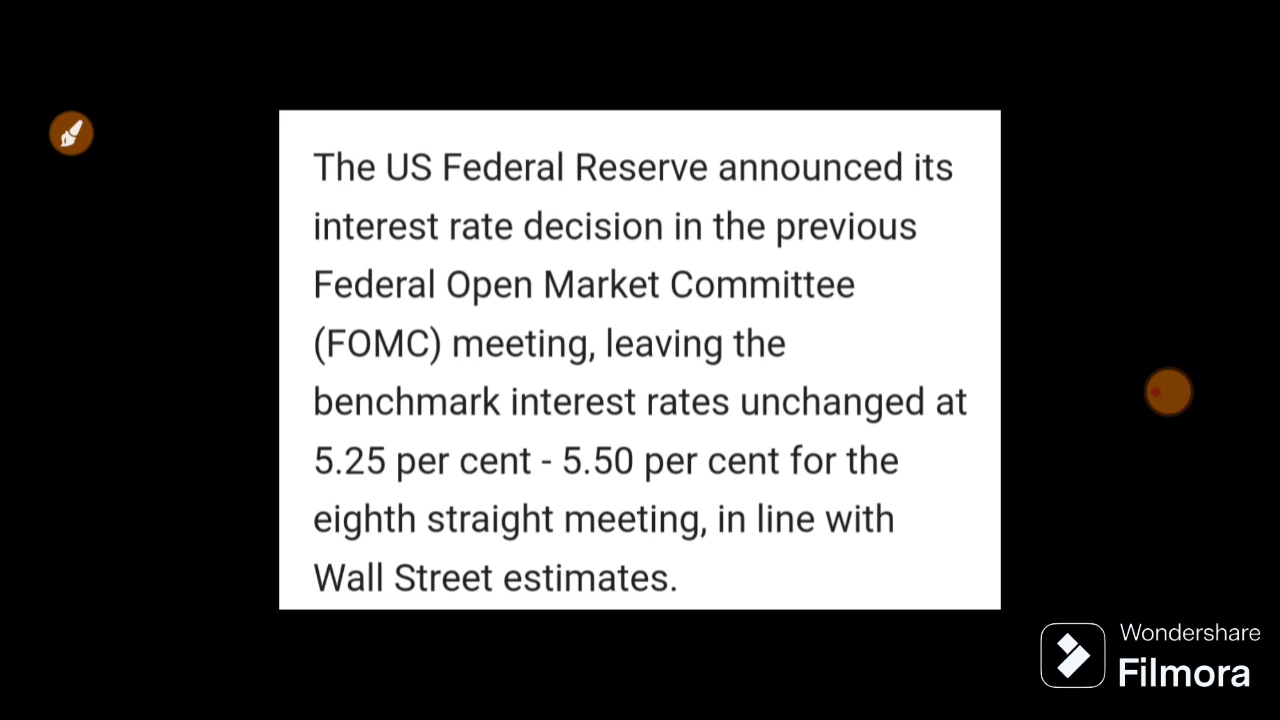 The US Federal Reserve announced its
interest rate decision in the previous
Federal Open Market Committee
(FOMC) meeting, leaving the
benchmark interest rates unchanged at
5.25 per cent - 5.50 per cent for the
eighth straight meeting, in line with
Wall Street estimates.
Wondershare
Filmora